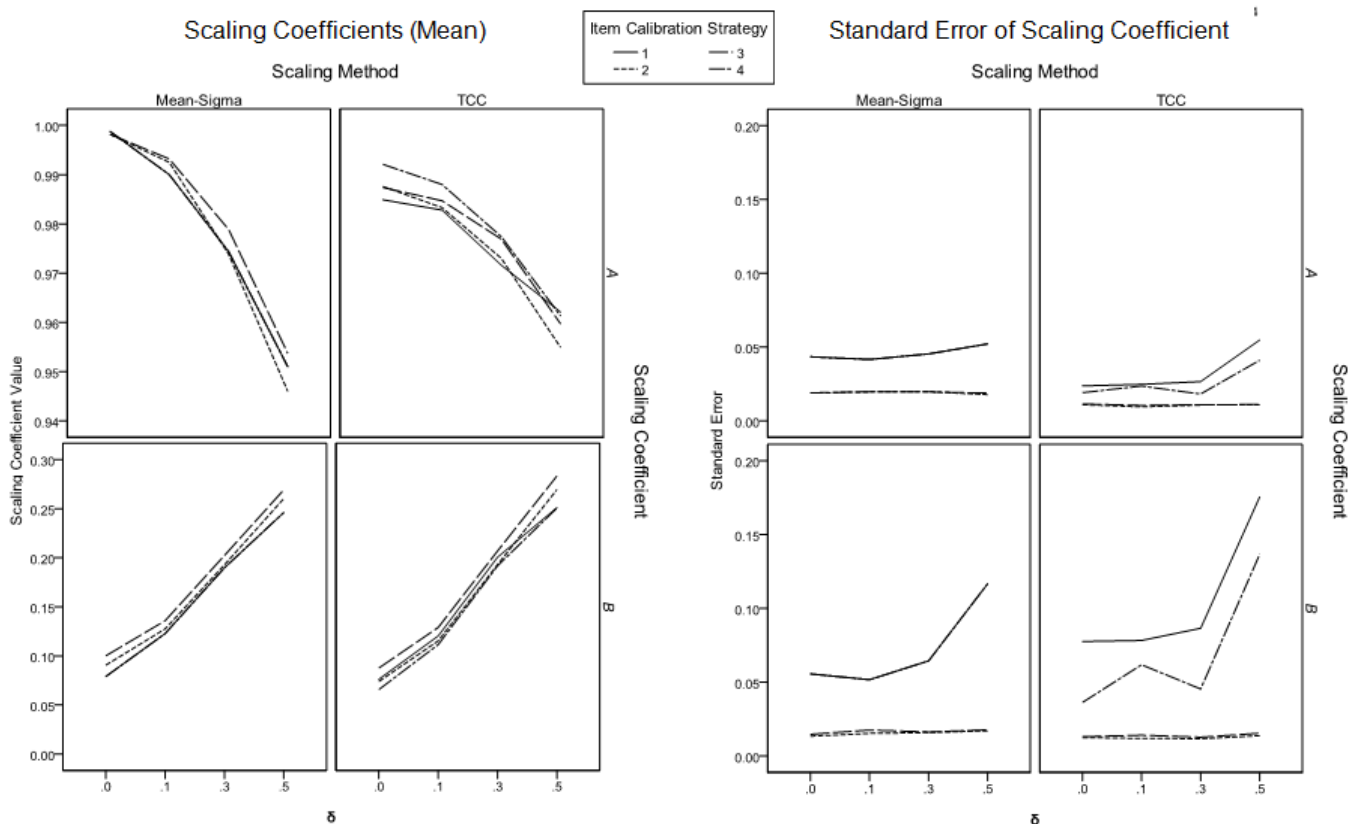 Scaling Coefficients (Mean)
Scaling Method
Mean-Sigma TCC
Item Calibration Strategy
1 3
2 4
Standard Error of Scaling Coefficient
Scaling Method
Mean-Sigma TCC
1.00
0.99
0.98
0.97
0.96
0.95
0.94
A
0.30
0.25
0.20
0.15
0.10
0.05
0.00
B
Scaling Coefficient Value
Scaling Coefficient
.0 .1 .3 .5 .0 .1 .3 .5
δ
0.20
0.15
0.10
0.05
0.00
A
0.20
0.15
0.10
0.05
0.00
B
Standard Error
Scaling Coefficient
.0 .1 .3 .5 .0 .1 .3 .5
δ